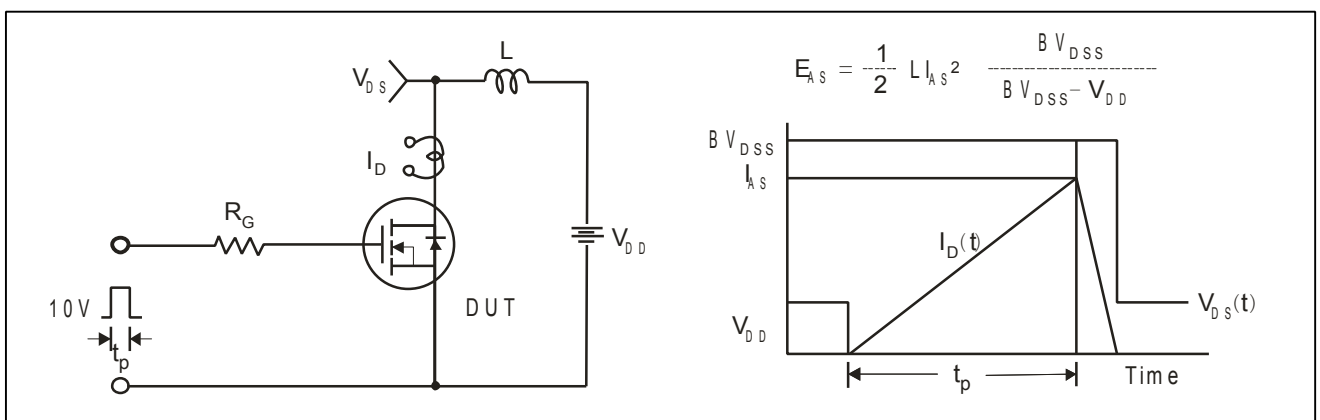 L
V_DS
I_D
R_G
V_DD
10V
t_p
DUT
E_AS = 1/2 LI_AS² BV_DSS / BV_DSS − V_DD
BV_DSS
I_AS
I_D(t)
V_DS(t)
V_DD
t_p
Time